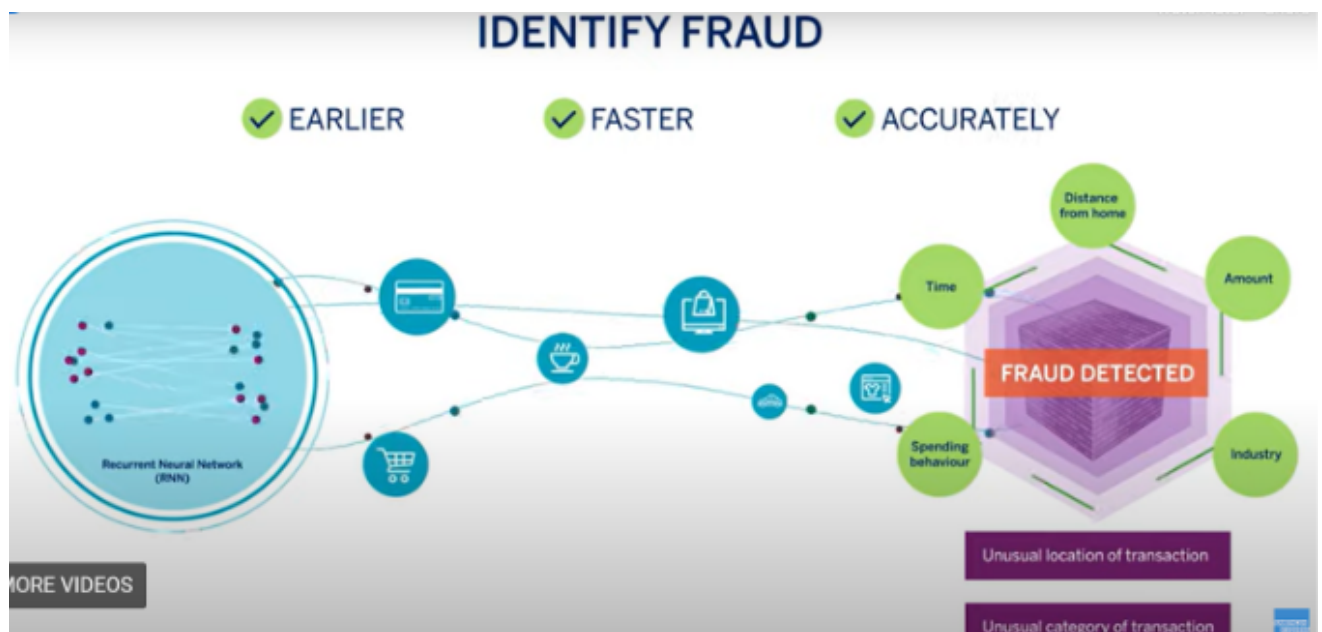 IDENTIFY FRAUD
EARLIER
FASTER
ACCURATELY
Distance
from home
Time
Amount
FRAUD DETECTED
Recurrent Neural Network
(RNN)
Spending
behaviour
Industry
Unusual location of transaction
MORE VIDEOS
Unusual category of transaction